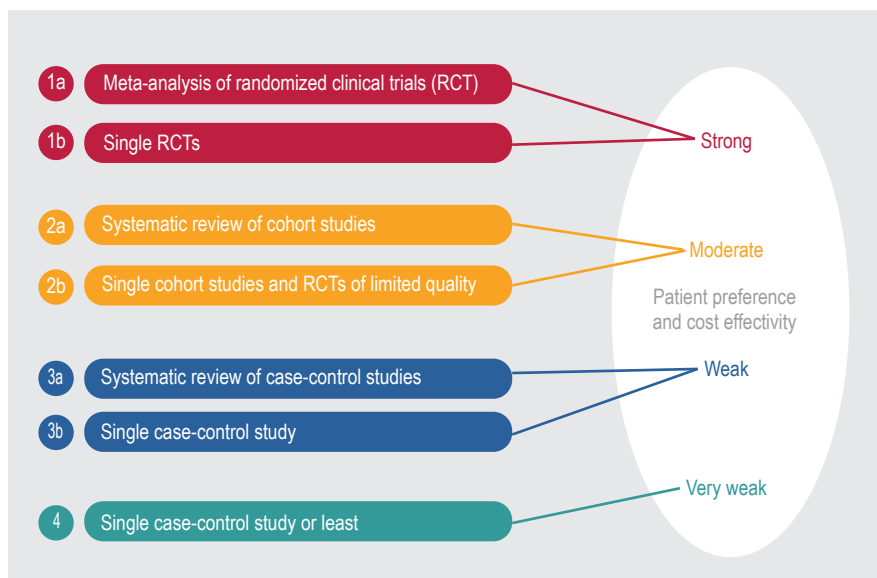 1a Meta-analysis of randomized clinical trials (RCT)
1b Single RCTs
Strong
2a Systematic review of cohort studies
Moderate
2b Single cohort studies and RCTs of limited quality
Patient preference
and cost effectivity
3a Systematic review of case-control studies
Weak
3b Single case-control study
4 Single case-control study or least
Very weak